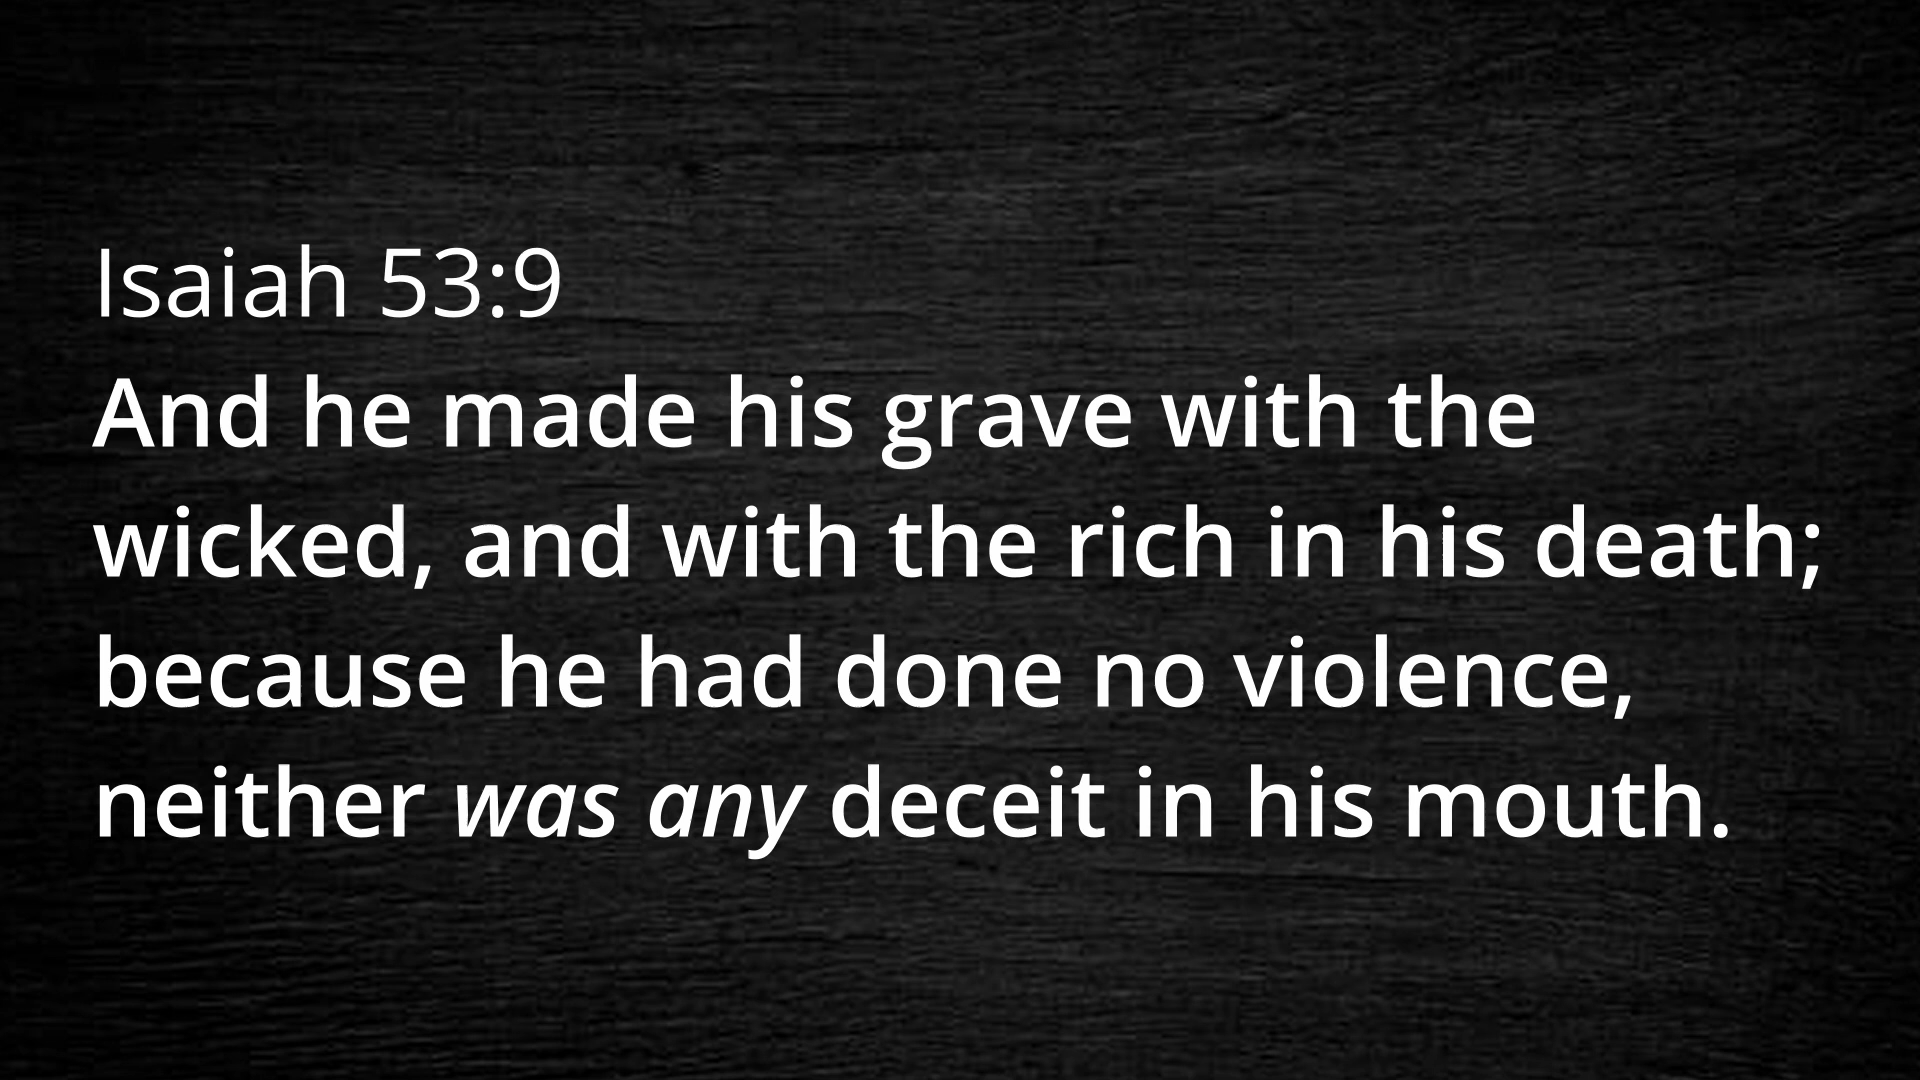 Isaiah 53:9
And he made his grave with the
wicked, and with the rich in his death;
because he had done no violence,
neither was any deceit in his mouth.